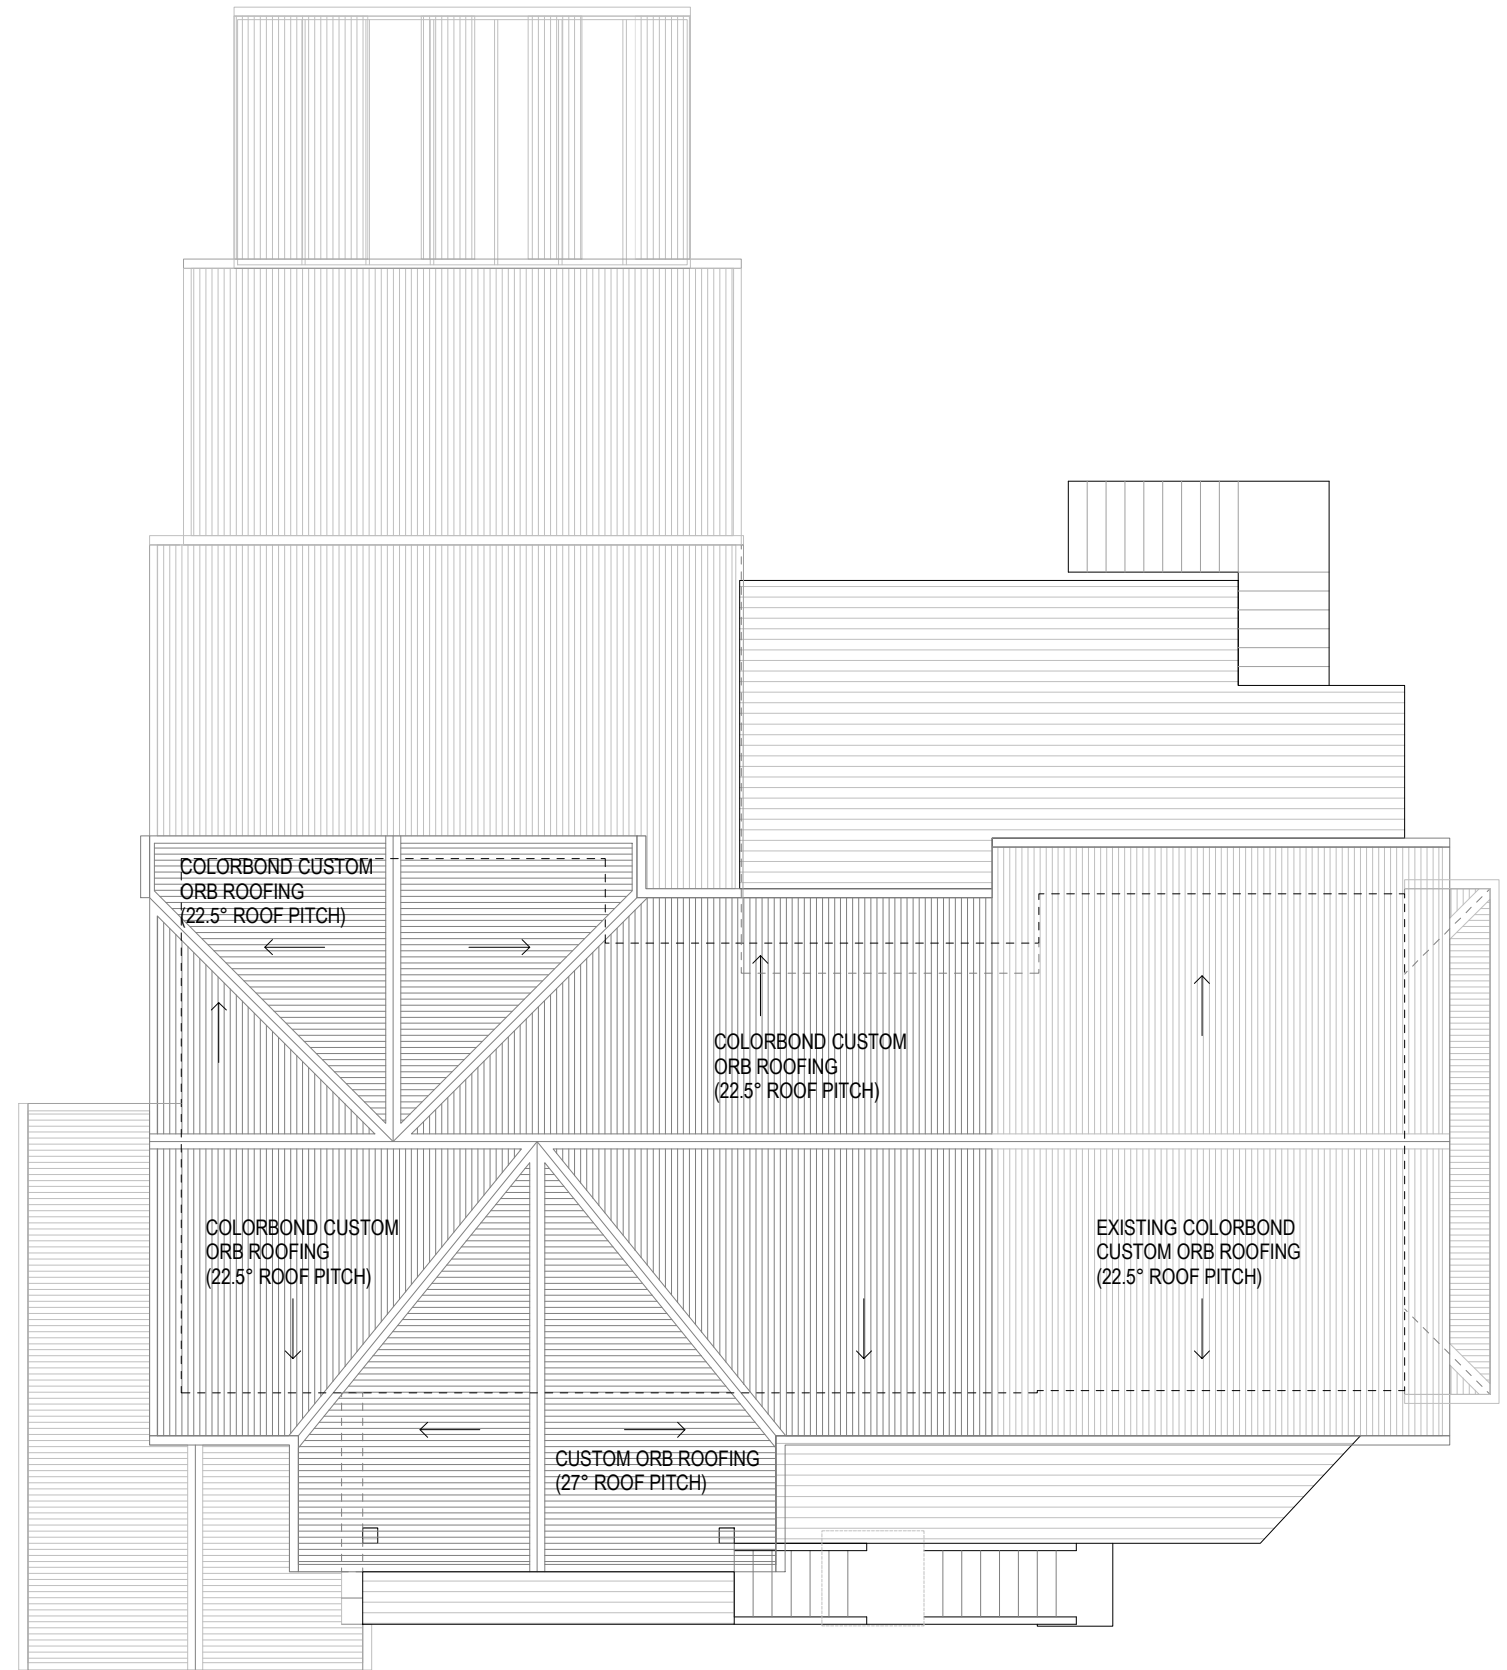 COLORBOND CUSTOM
ORB ROOFING
(22.5° ROOF PITCH)
COLORBOND CUSTOM
ORB ROOFING
(22.5° ROOF PITCH)
COLORBOND CUSTOM
ORB ROOFING
(22.5° ROOF PITCH)
EXISTING COLORBOND
CUSTOM ORB ROOFING
(22.5° ROOF PITCH)
CUSTOM ORB ROOFING
(27° ROOF PITCH)